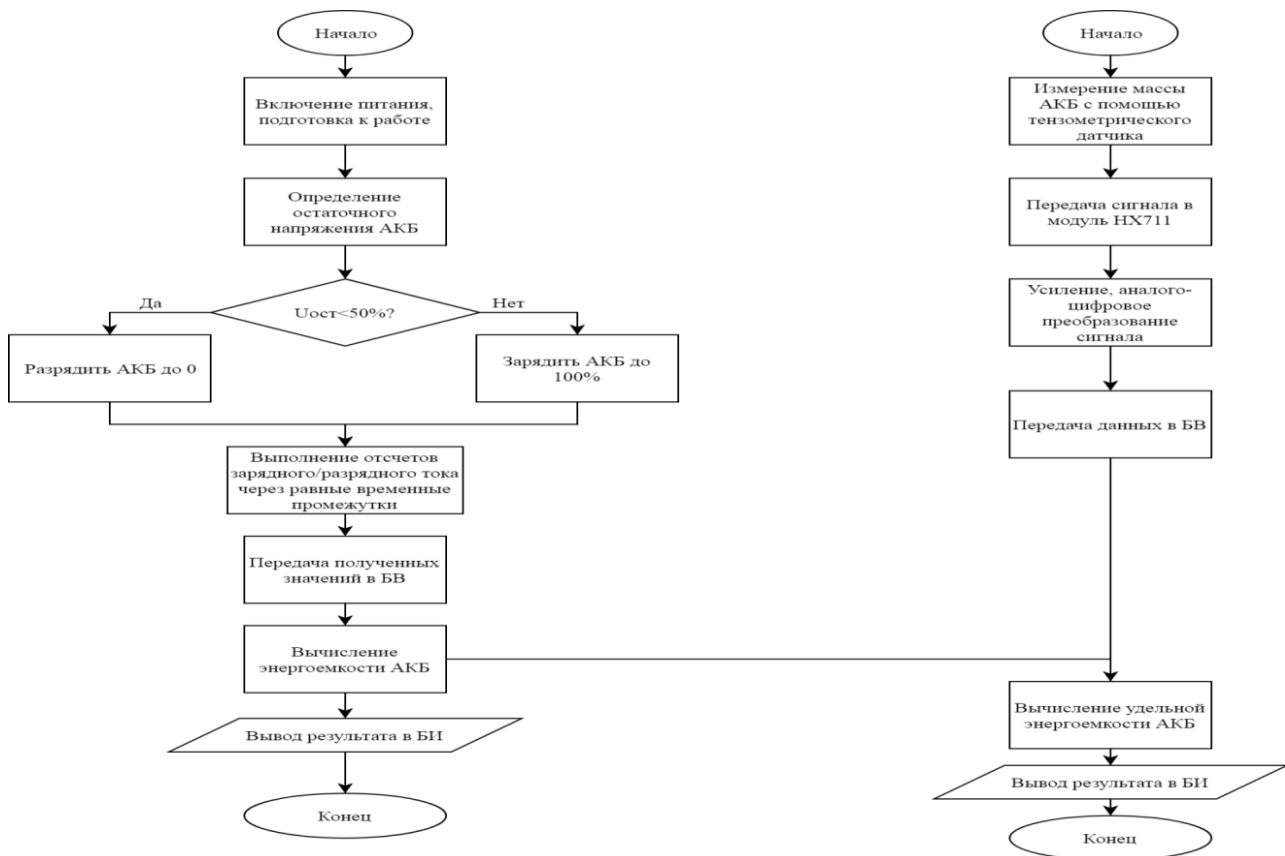 Начало
Включение питания,
подготовка к работе
Определение
остаточного
напряжения АКБ
Uост<50%?
Да
Нет
Разрядить АКБ до 0
Зарядить АКБ до
100%
Выполнение отсчетов
зарядного/разрядного тока
через равные временные
промежутки
Передача полученных
значений в БВ
Вычисление
энергоемкости АКБ
Вывод результата в БИ
Конец
Начало
Измерение массы
АКБ с помощью
тензометрического
датчика
Передача сигнала в
модуль HX711
Усиление, аналого-
цифровое
преобразование
сигнала
Передача данных в БВ
Вычисление удельной
энергоемкости АКБ
Вывод результата в БИ
Конец